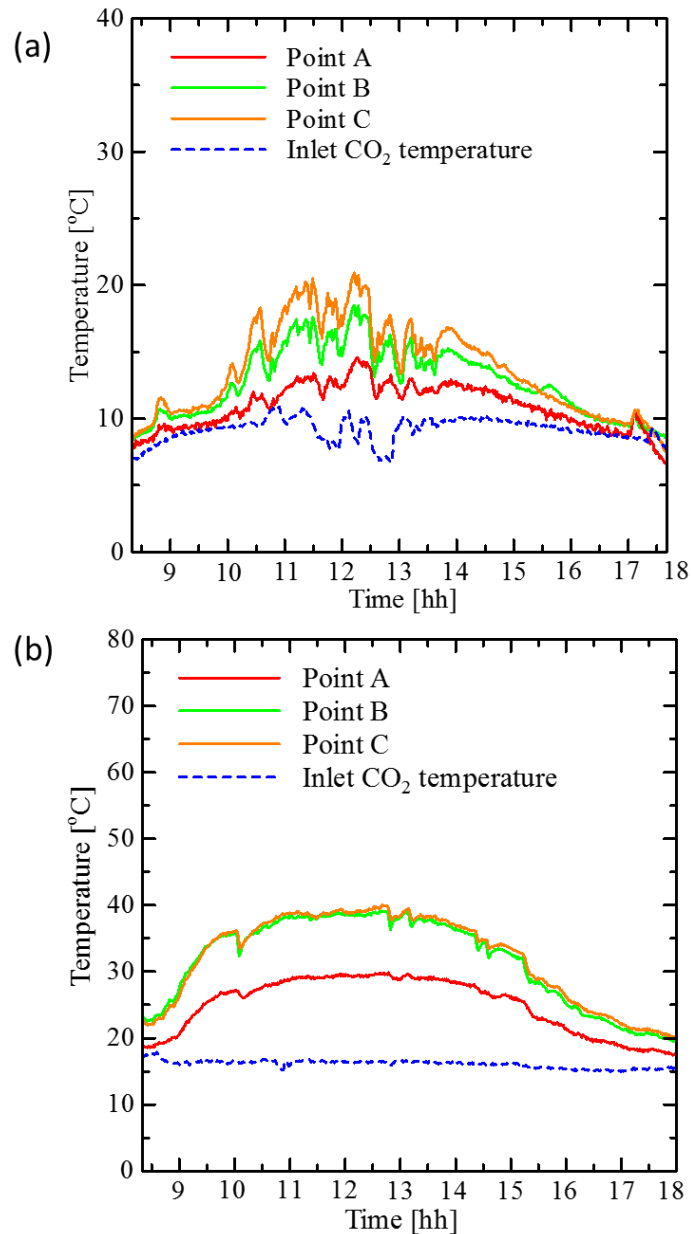 (a)
40
30
20
10
0
Temperature [°C]
Point A
Point B
Point C
Inlet CO₂ temperature
9 10 11 12 13 14 15 16 17 18
Time [hh]
(b)
80
70
60
50
40
30
20
10
0
Temperature [°C]
Point A
Point B
Point C
Inlet CO₂ temperature
9 10 11 12 13 14 15 16 17 18
Time [hh]